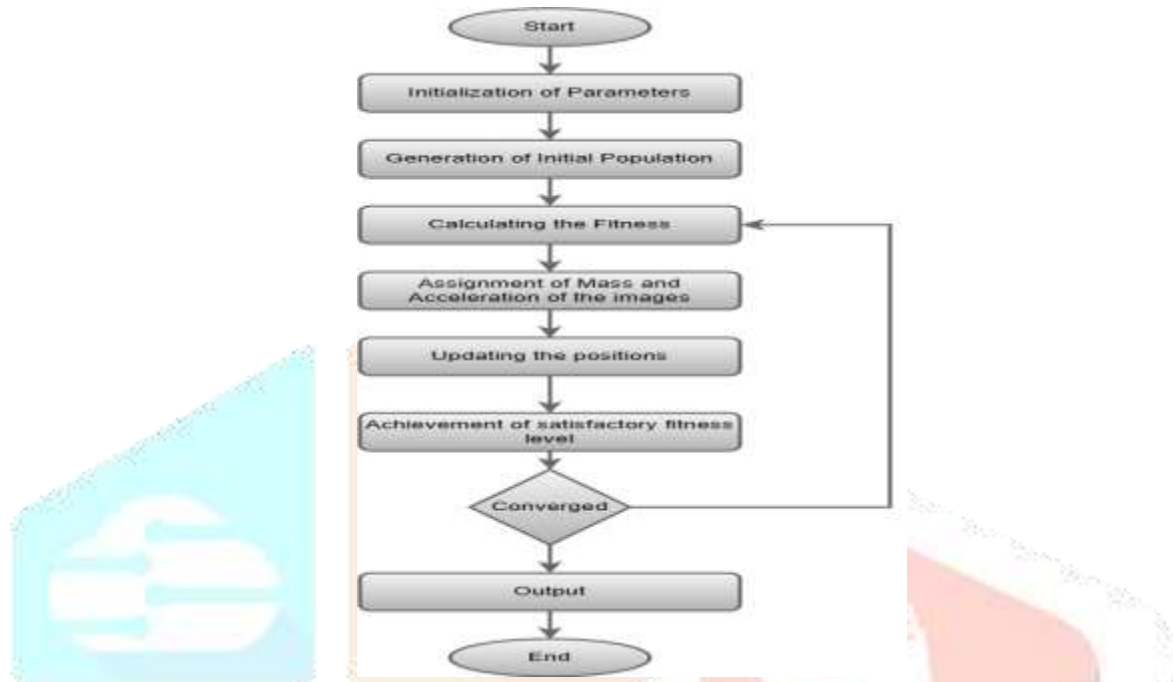 Start
Initialization of Parameters
Generation of Initial Population
Calculating the Fitness
Assignment of Mass and
Acceleration of the images
Updating the positions
Achievement of satisfactory fitness
level
Converged
Output
End